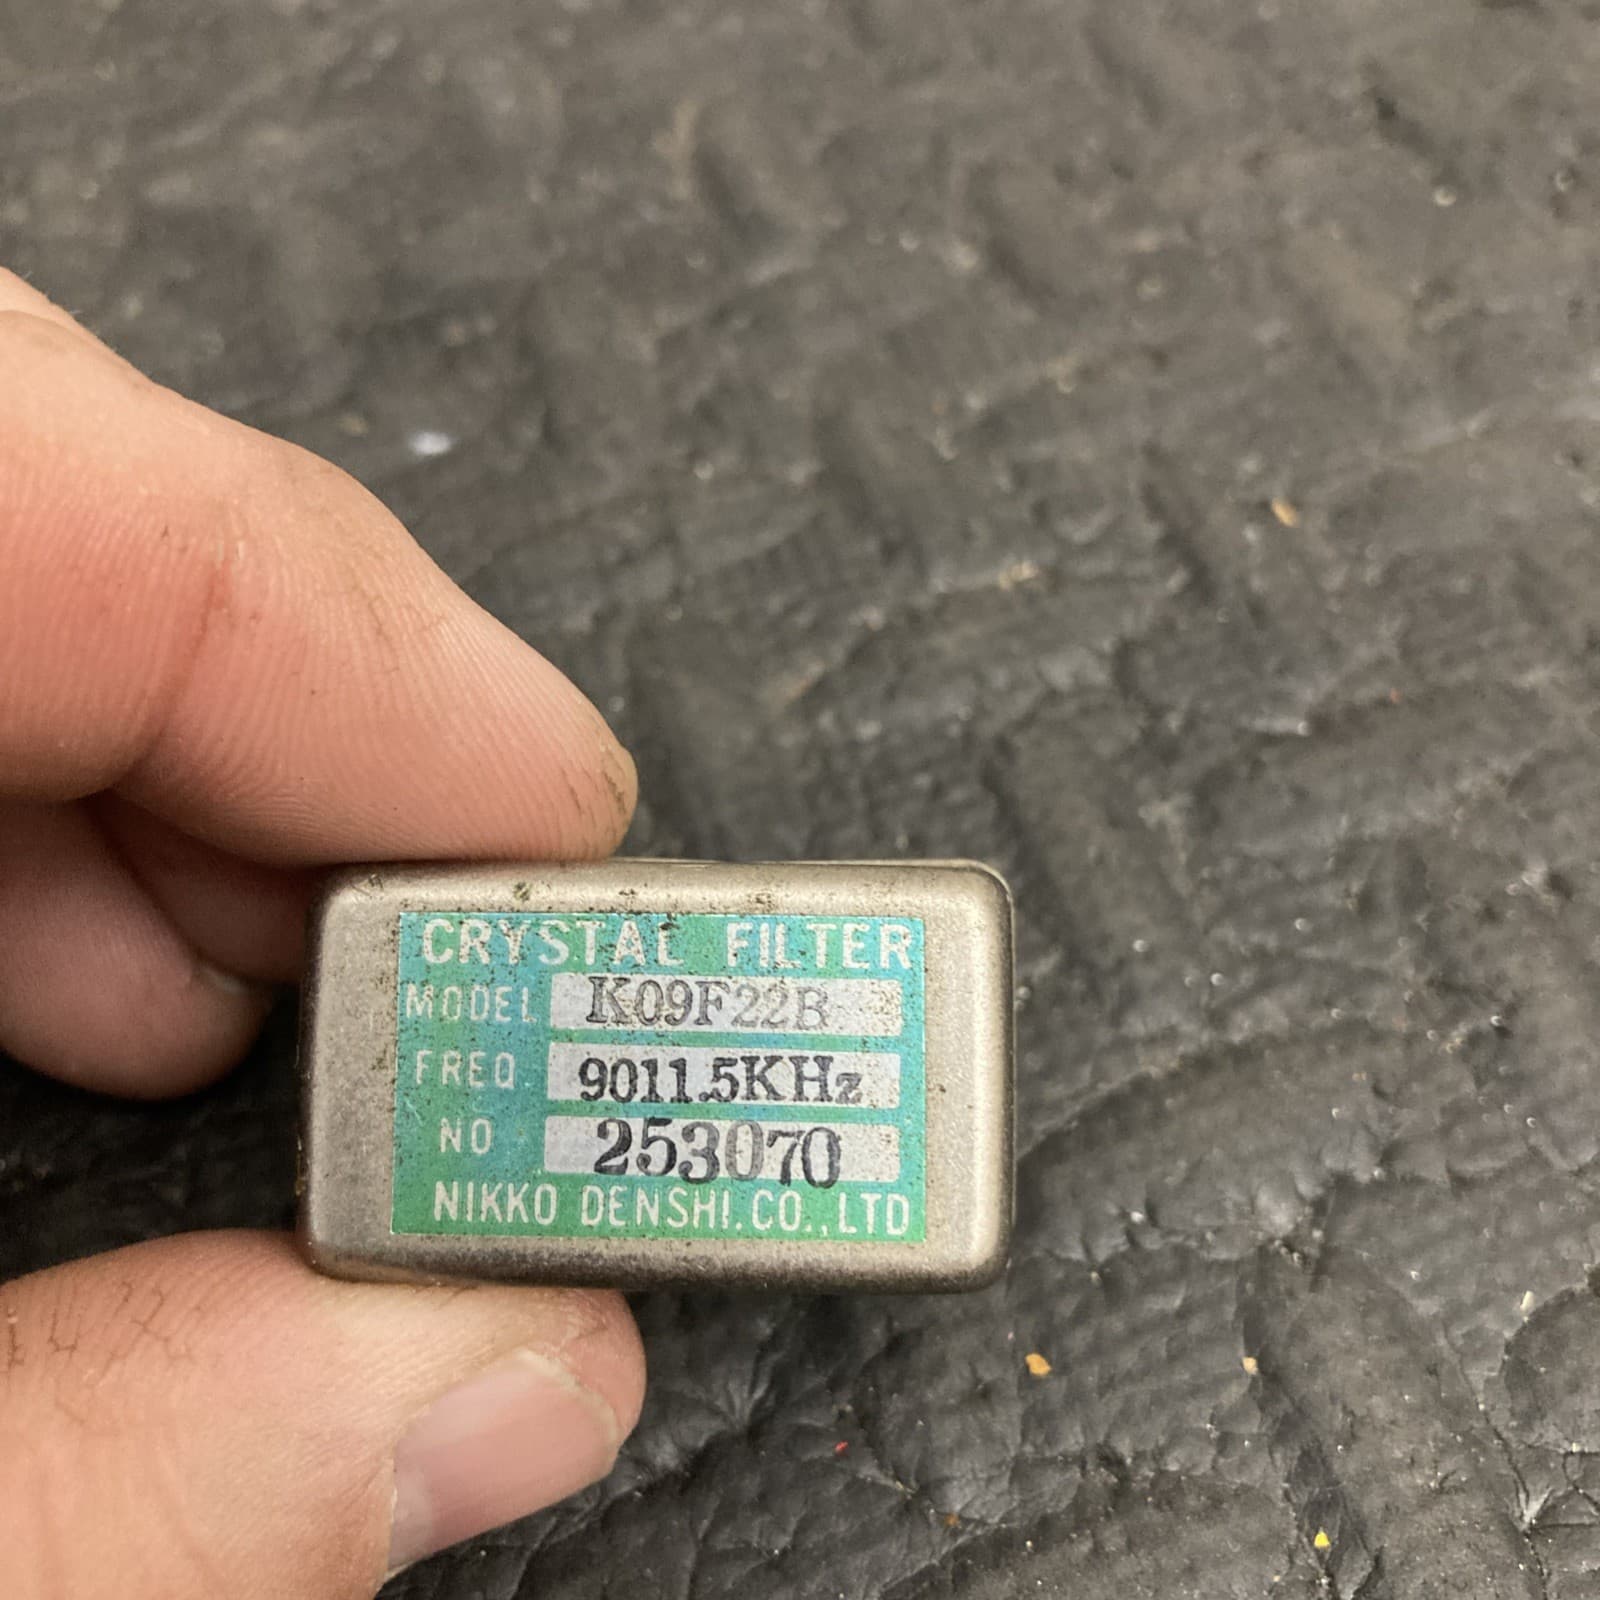 CRYSTAL FILTER
MODEL K09F22B
FREQ 9011.5KHz
NO 253070
NIKKO DENSHI.CO.,LTD